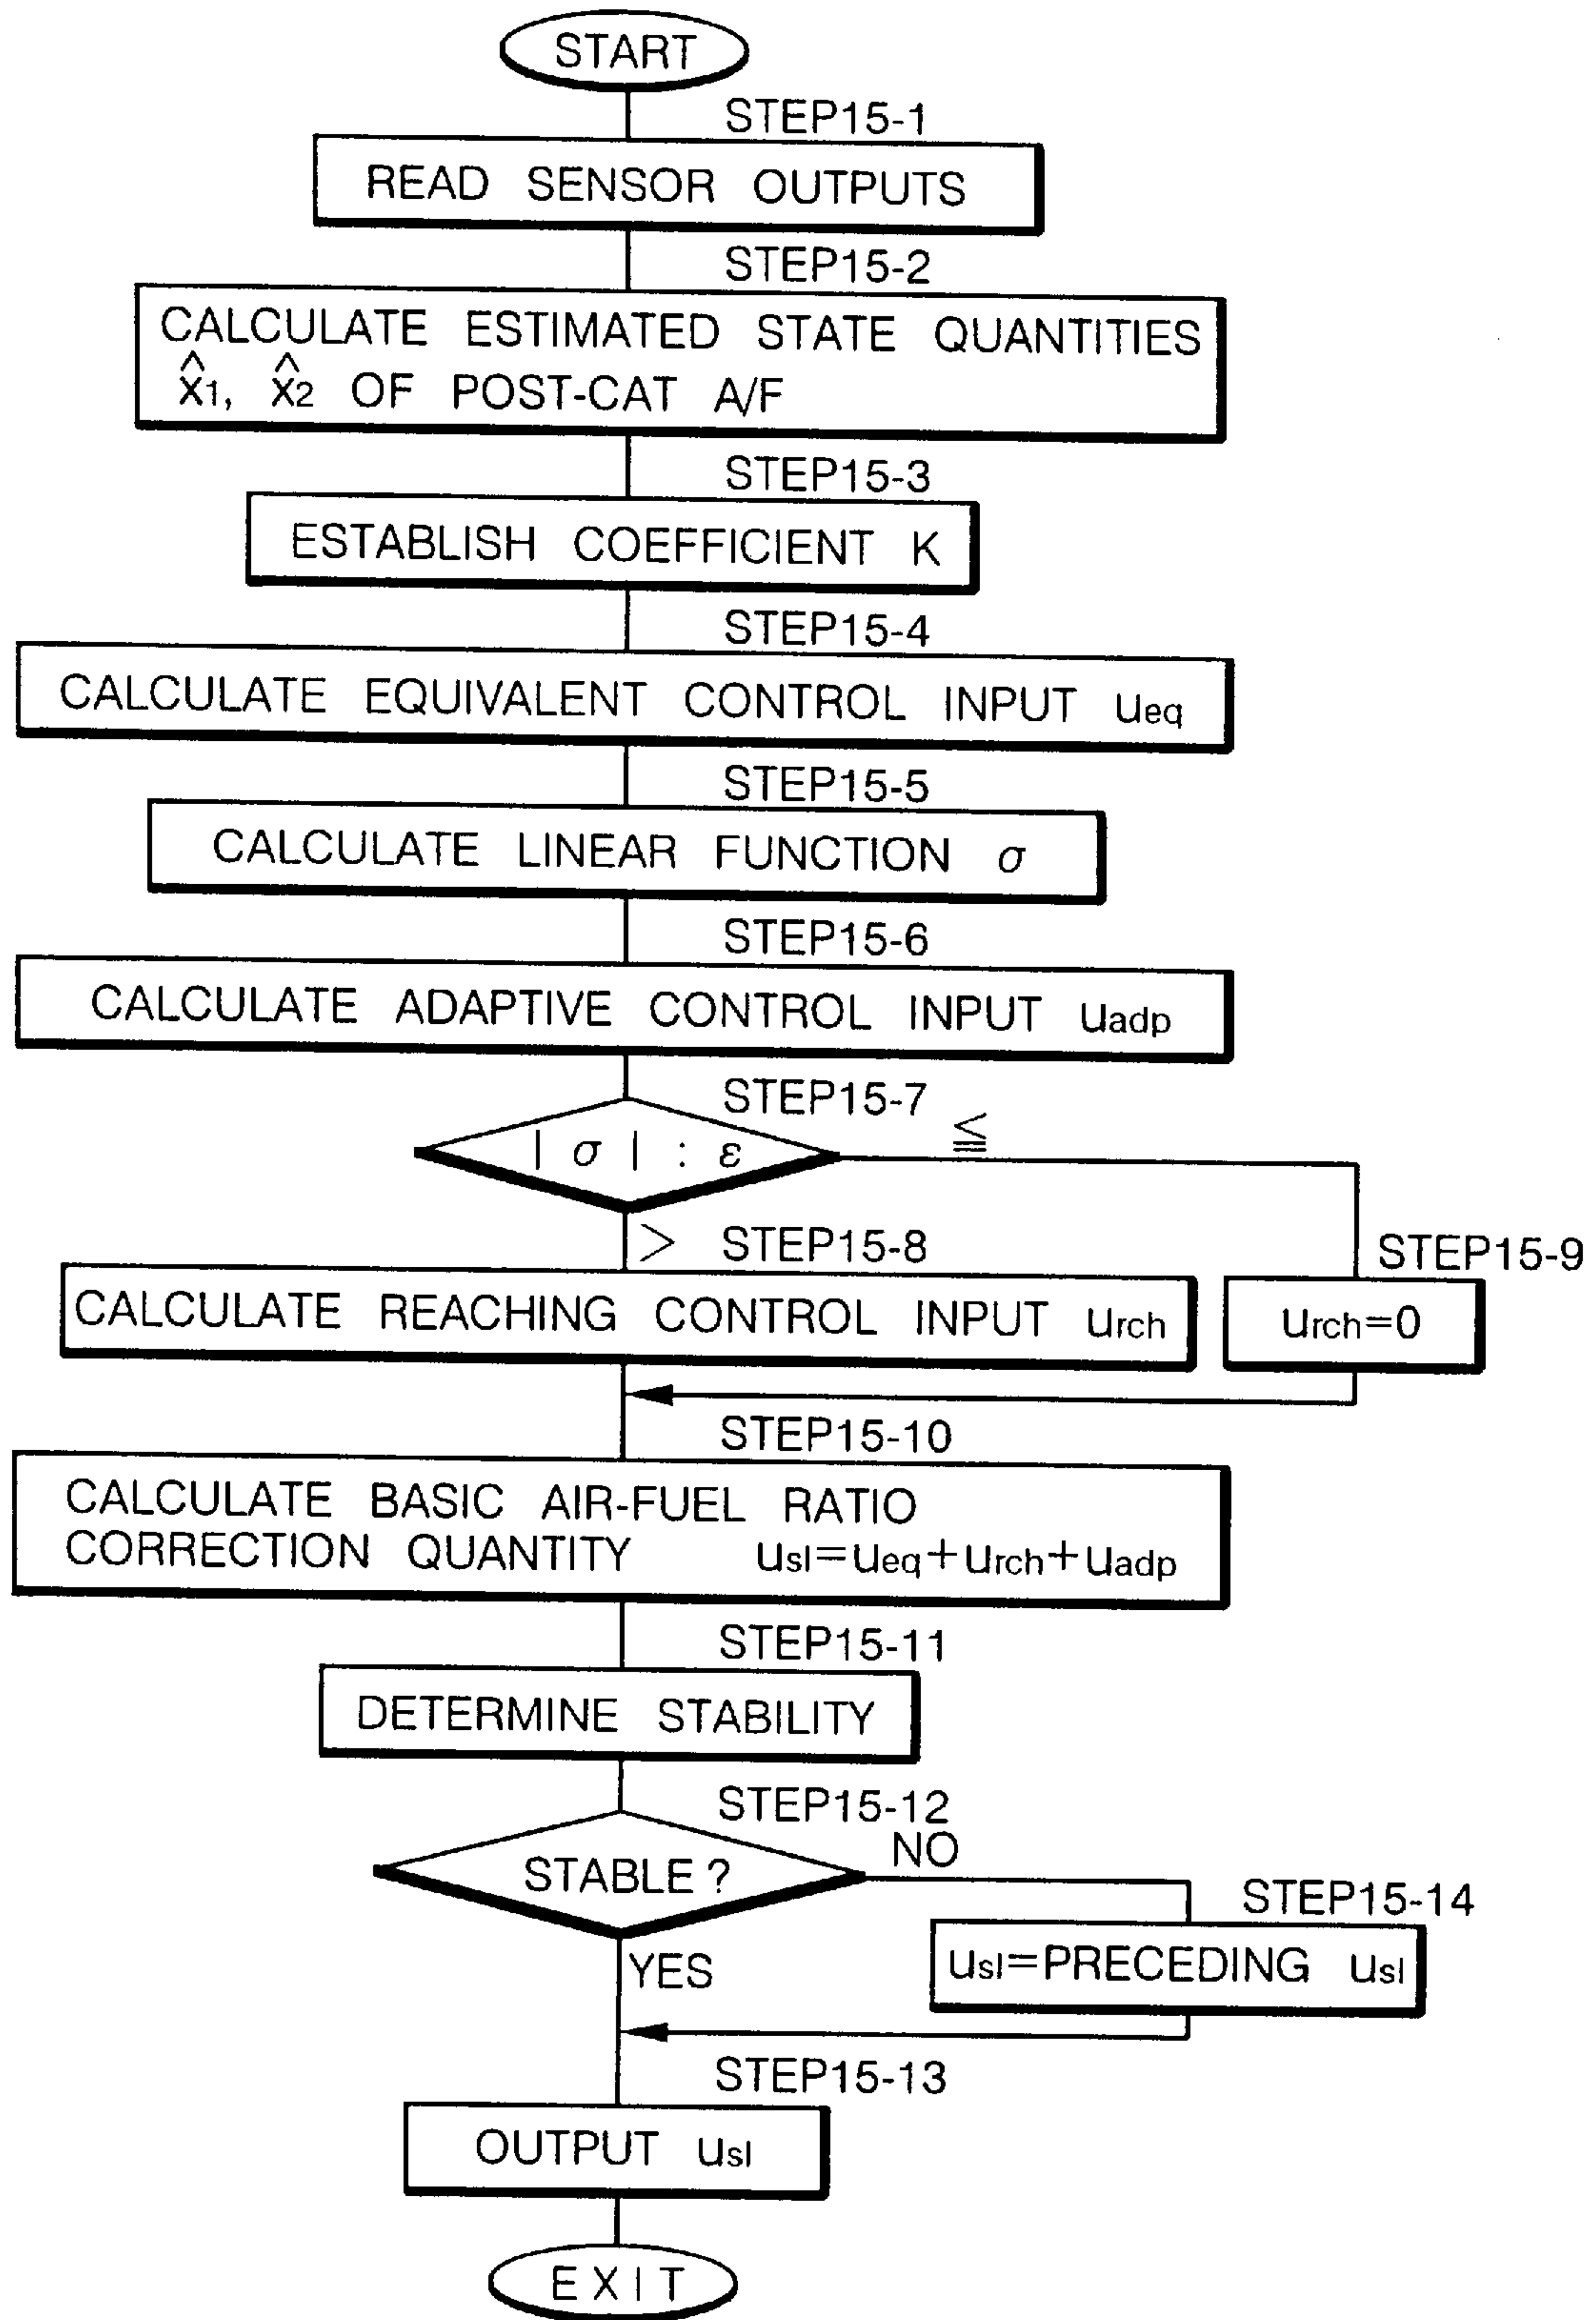 START
STEP15-1
READ SENSOR OUTPUTS
STEP15-2
CALCULATE ESTIMATED STATE QUANTITIES
x̂1, x̂2 OF POST-CAT A/F
STEP15-3
ESTABLISH COEFFICIENT K
STEP15-4
CALCULATE EQUIVALENT CONTROL INPUT ueq
STEP15-5
CALCULATE LINEAR FUNCTION σ
STEP15-6
CALCULATE ADAPTIVE CONTROL INPUT uadp
STEP15-7
| σ | : ε
≦
>
STEP15-8
STEP15-9
CALCULATE REACHING CONTROL INPUT urch
urch=0
STEP15-10
CALCULATE BASIC AIR-FUEL RATIO
CORRECTION QUANTITY usl=ueq+urch+uadp
STEP15-11
DETERMINE STABILITY
STEP15-12
STABLE?
NO
STEP15-14
YES
usl=PRECEDING usl
STEP15-13
OUTPUT usl
EXIT